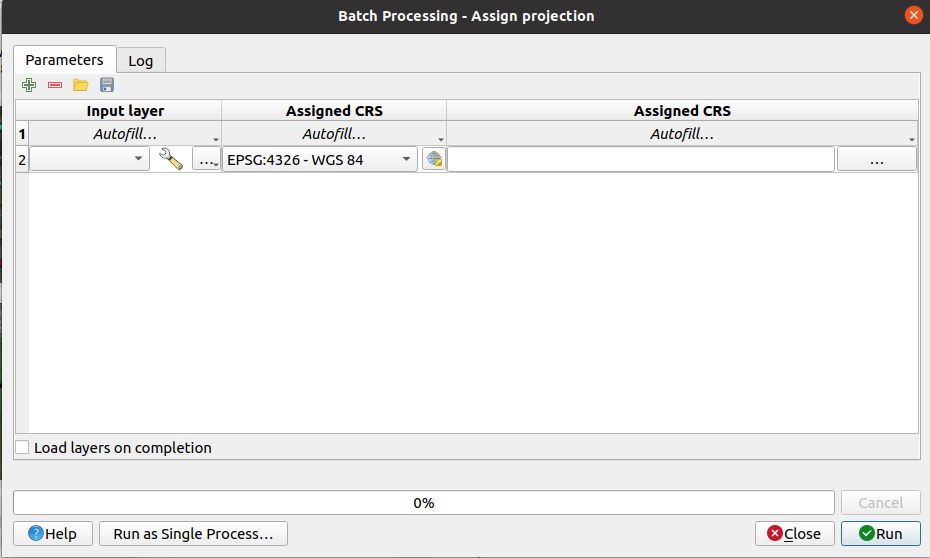 Batch Processing - Assign projection
Parameters
Log
Input layer Assigned CRS Assigned CRS
1 Autofill… Autofill… Autofill…
2 … EPSG:4326 - WGS 84 …
Load layers on completion
0%
Cancel
Help Run as Single Process… Close Run